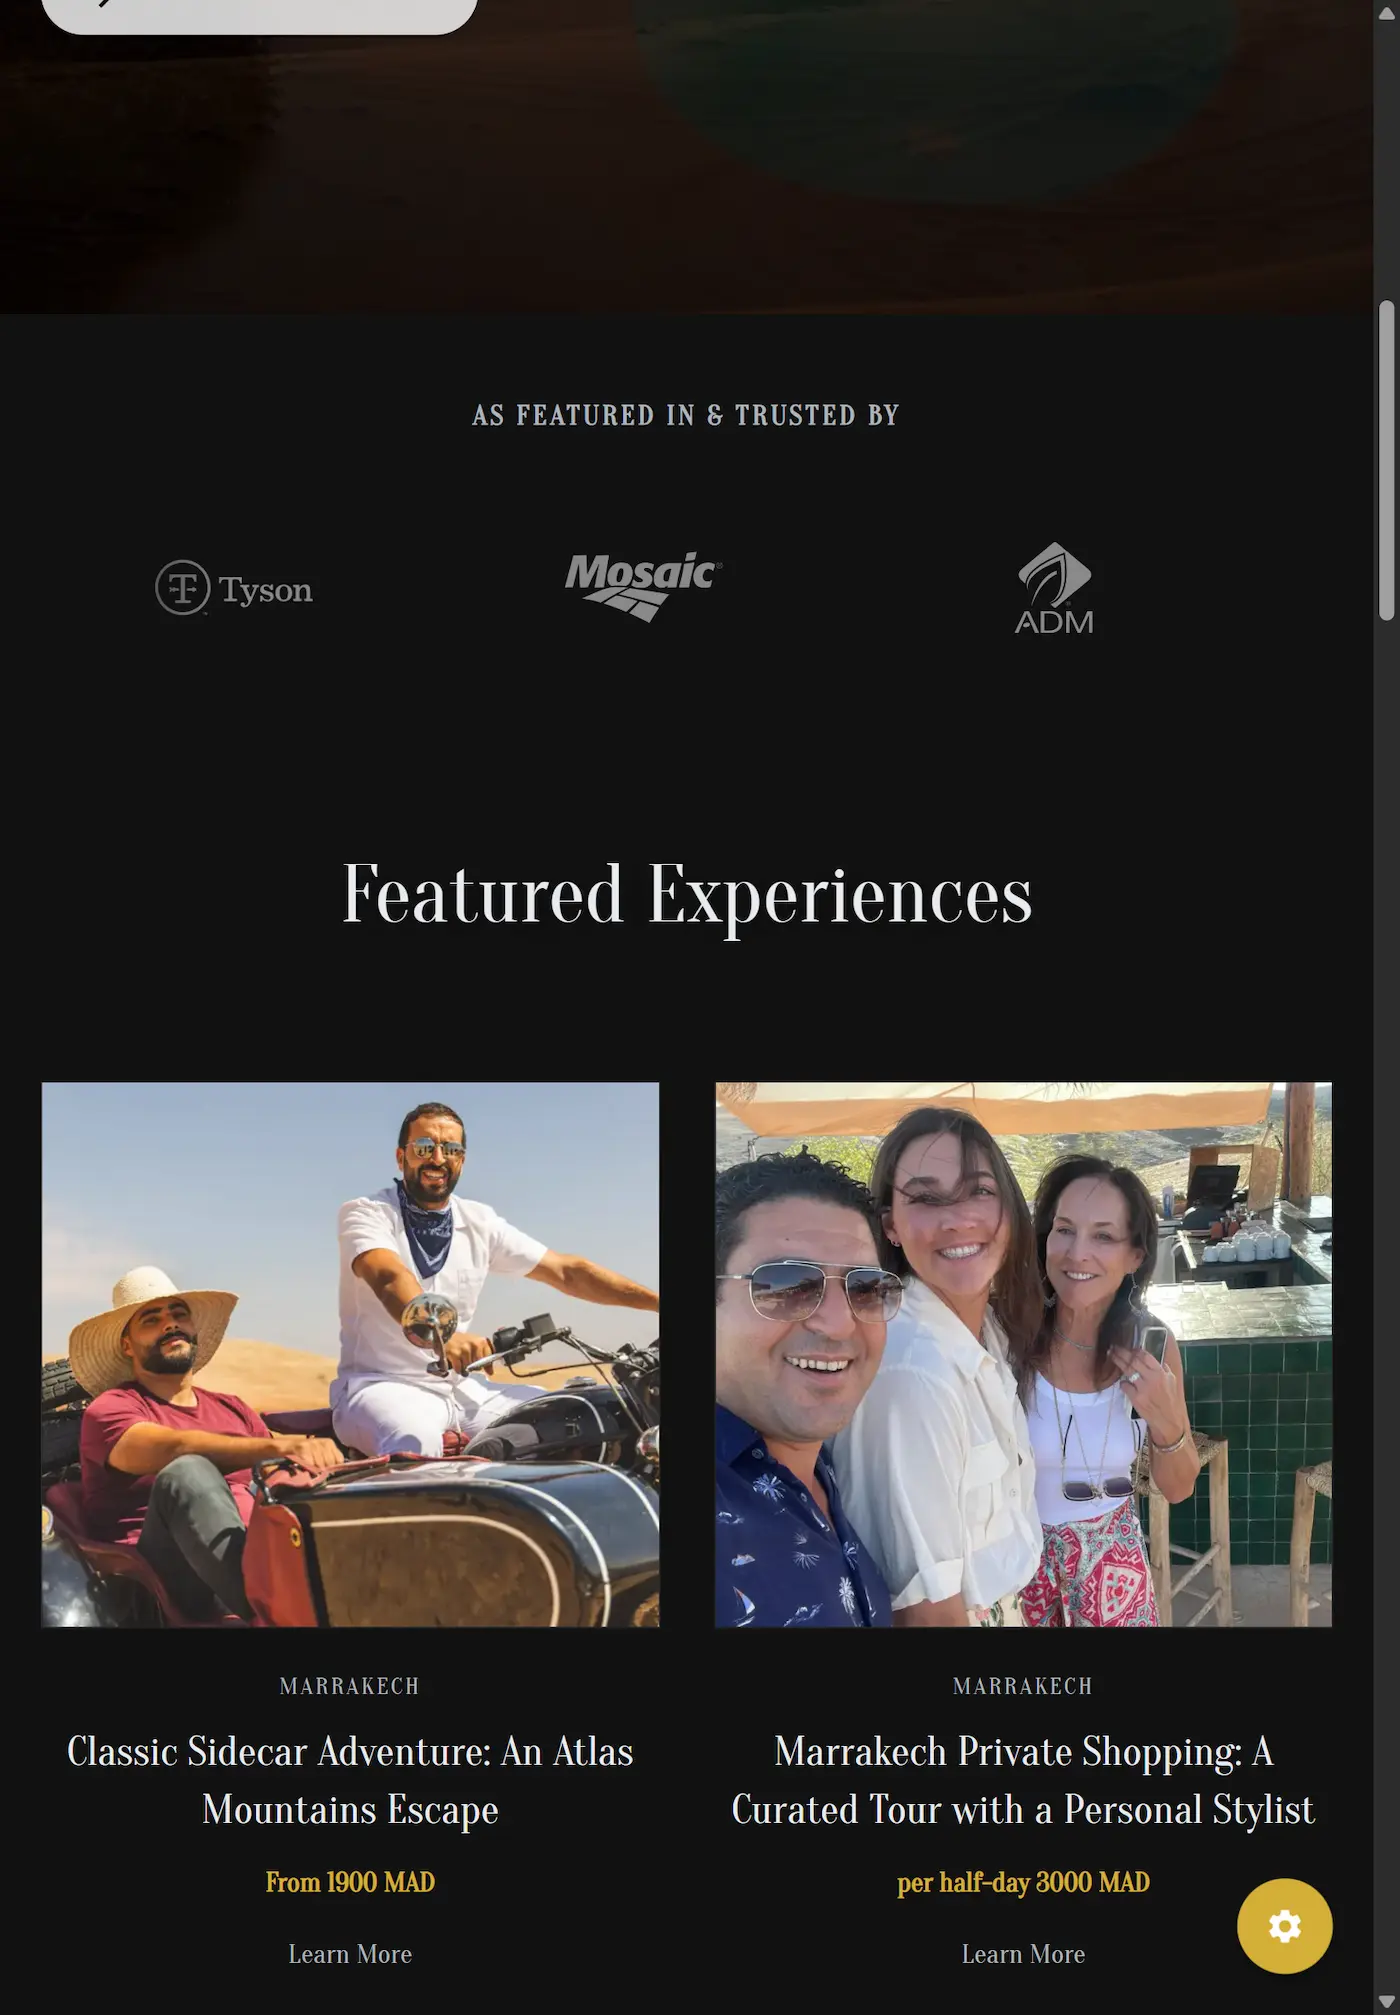 AS FEATURED IN & TRUSTED BY
Tyson
Mosaic
ADM
Featured Experiences
MARRAKECH
Classic Sidecar Adventure: An Atlas
Mountains Escape
From 1900 MAD
Learn More
MARRAKECH
Marrakech Private Shopping: A
Curated Tour with a Personal Stylist
per half-day 3000 MAD
Learn More